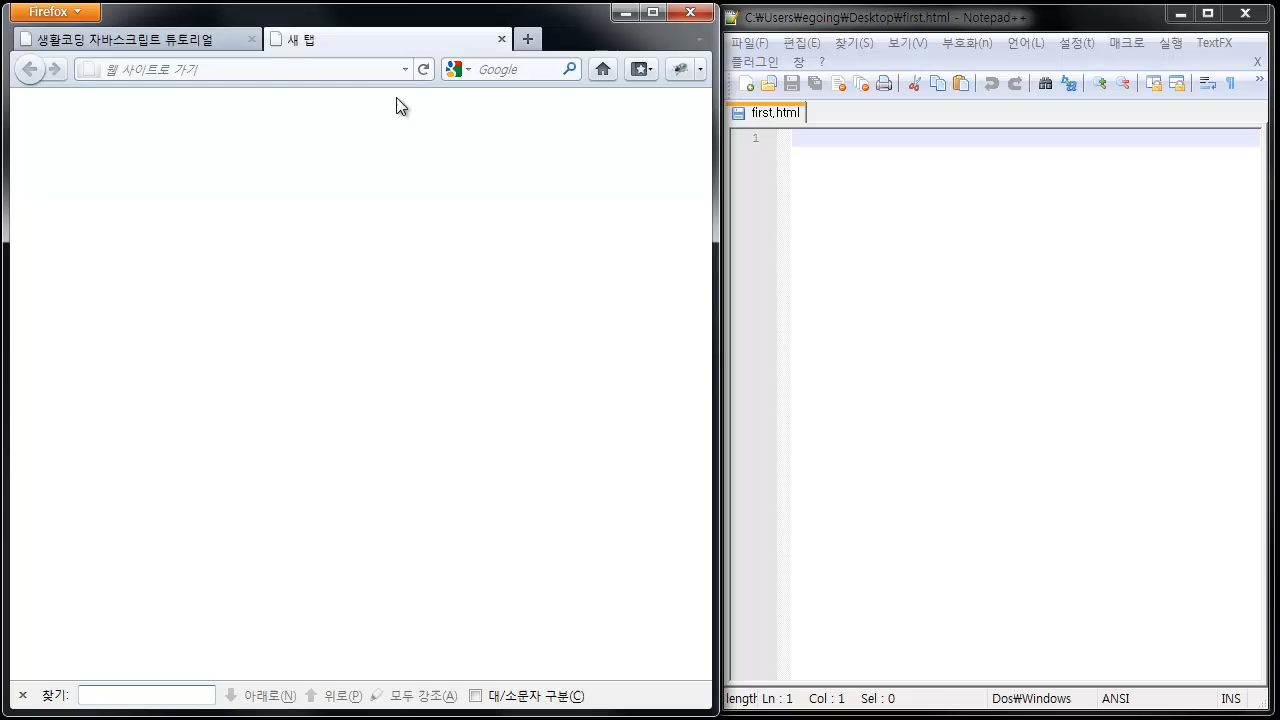 Firefox
생활코딩 자바스크립트 튜토리얼
새 탭
웹 사이트로 가기
Google
찾기:
아래로(N)
위로(P)
모두 강조(A)
대/소문자 구분(C)
C:₩Users₩egoing₩Desktop₩first.html - Notepad++
파일(F) 편집(E) 찾기(S) 보기(V) 부호화(n) 언어(L) 설정(t) 매크로 실행 TextFX
플러그인 창 ? X
first.html
1
length Ln : 1 Col : 1 Sel : 0 Dos₩Windows ANSI INS